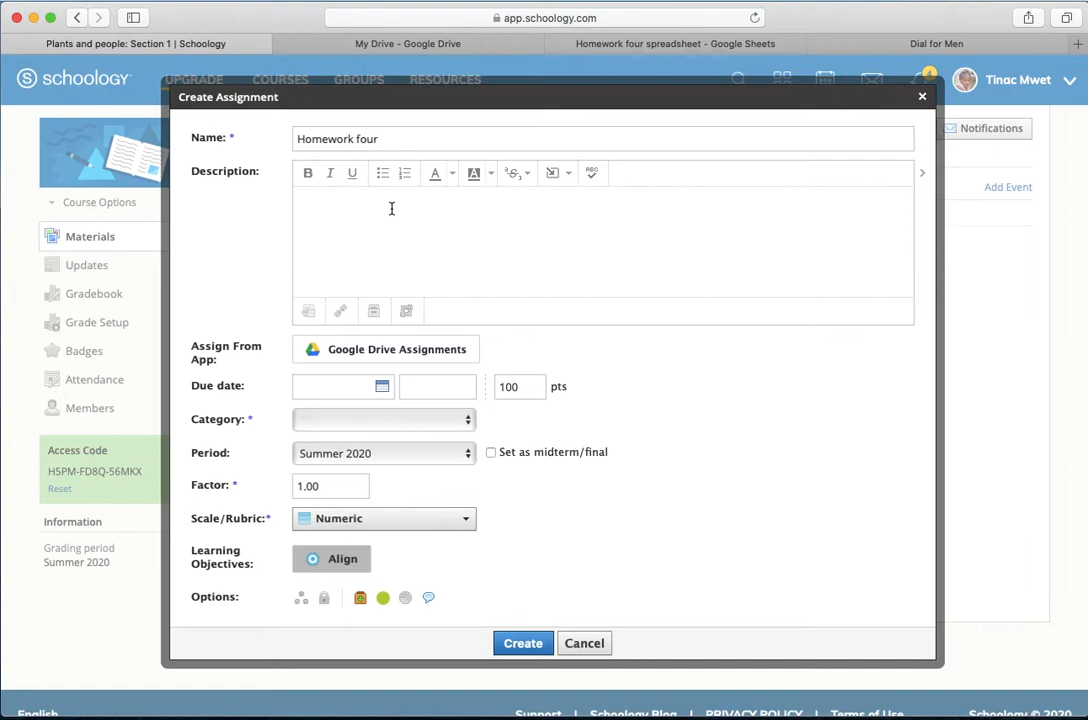 app.schoology.com
Plants and people: Section 1 | Schoology
My Drive - Google Drive
Homework four spreadsheet - Google Sheets
Dial for Men
S schoology
UPGRADE
COURSES
GROUPS
RESOURCES
4
Tinac Mwet
Create Assignment
Notifications
Add Event
Course Options
Materials
Updates
Gradebook
Grade Setup
Badges
Attendance
Members
Access Code
H5PM-FD8Q-56MKX
Reset
Information
Grading period
Summer 2020
Name: *
Homework four
Description:
B I U A A ABC
Assign From App:
Google Drive Assignments
Due date:
100 pts
Category: *
Period:
Summer 2020
Set as midterm/final
Factor: *
1.00
Scale/Rubric:*
Numeric
Learning Objectives:
Align
Options:
Create
Cancel
English
Support | Schoology Blog | PRIVACY POLICY | Terms of Use
Schoology © 2020